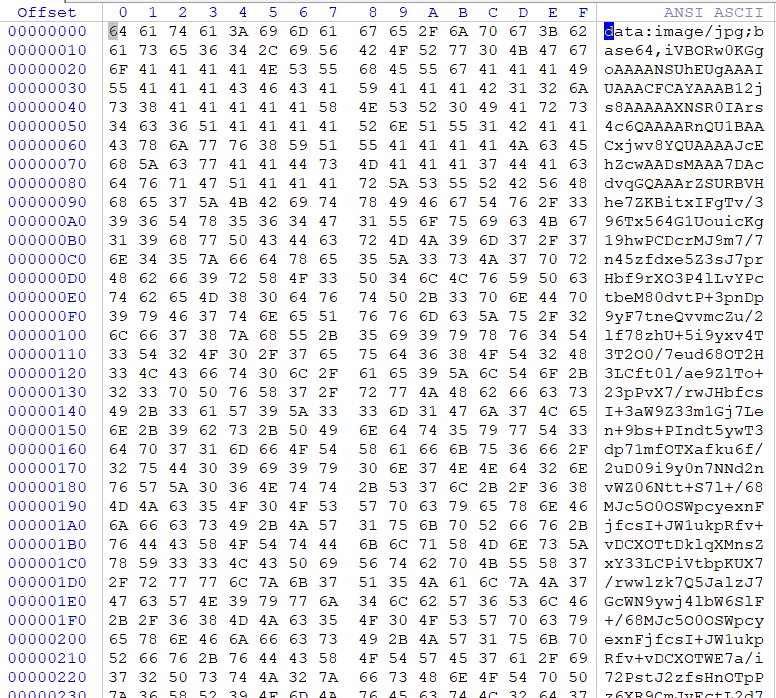 Offset 0 1 2 3 4 5 6 7 8 9 A B C D E F ANSI ASCII
00000000 64 61 74 61 3A 69 6D 61 67 65 2F 6A 70 67 3B 62 data:image/jpg;b
00000010 61 73 65 36 34 2C 69 56 42 4F 52 77 30 4B 47 67 ase64,iVBORw0KGg
00000020 6F 41 41 41 41 4E 53 55 68 45 55 67 41 41 41 49 oAAAANSUhEUgAAAI
00000030 55 41 41 41 43 46 43 41 59 41 41 41 42 31 32 6A UAAACFCAYAAAB12j
00000040 73 38 41 41 41 41 41 58 4E 53 52 30 49 41 72 73 s8AAAAAXNSR0IArs
00000050 34 63 36 51 41 41 41 41 52 6E 51 55 31 42 41 41 4c6QAAAARnQU1BAA
00000060 43 78 6A 77 76 38 59 51 55 41 41 41 41 4A 63 45 Cxjwv8YQUAAAAJcE
00000070 68 5A 63 77 41 41 44 73 4D 41 41 41 37 44 41 63 hZcwAADsMAAA7DAc
00000080 64 76 71 47 51 41 41 41 72 5A 53 55 52 42 56 48 dvqGQAAArZSURBVH
00000090 68 65 37 5A 4B 42 69 74 78 49 46 67 54 76 2F 33 he7ZKBitxIFgTv/3
000000A0 39 36 54 78 35 36 34 47 31 55 6F 75 69 63 4B 67 96Tx564G1UouicKg
000000B0 31 39 68 77 50 43 44 63 72 4D 4A 39 6D 37 2F 37 19hwPCDcrMJ9m7/7
000000C0 6E 34 35 7A 66 64 78 65 35 5A 33 73 4A 37 70 72 n45zfdxe5Z3sJ7pr
000000D0 48 62 66 39 72 58 4F 33 50 34 6C 4C 76 59 50 63 Hbf9rXO3P4lLvYPc
000000E0 74 62 65 4D 38 30 64 76 74 50 2B 33 70 6E 44 70 tbeM80dvtP+3pnDp
000000F0 39 79 46 37 74 6E 65 51 76 76 6D 63 5A 75 2F 32 9yF7tneQvvmcZu/2
00000100 6C 66 37 38 7A 68 55 2B 35 69 39 79 78 76 34 54 lf78zhU+5i9yxv4T
00000110 33 54 32 4F 30 2F 37 65 75 64 36 38 4F 54 32 48 3T2O0/7eud68OT2H
00000120 33 4C 43 66 74 30 6C 2F 61 65 39 5A 6C 54 6F 2B 3LCft0l/ae9ZlTo+
00000130 32 33 70 50 76 58 37 2F 72 77 4A 48 62 66 63 73 23pPvX7/rwJHbfcs
00000140 49 2B 33 61 57 39 5A 33 33 6D 31 47 6A 37 4C 65 I+3aW9Z33m1Gj7Le
00000150 6E 2B 39 62 73 2B 50 49 6E 64 74 35 79 77 54 33 n+9bs+PIndt5ywT3
00000160 64 70 37 31 6D 66 4F 54 58 61 66 6B 75 36 66 2F dp71mfOTXafku6f/
00000170 32 75 44 30 39 69 39 79 30 6E 37 4E 4E 64 32 6E 2uD09i9y0n7NNd2n
00000180 76 57 5A 30 36 4E 74 74 2B 53 37 6C 2B 2F 36 38 vWZ06Ntt+S7l+/68
00000190 4D 4A 63 35 4F 30 4F 53 57 70 63 79 65 78 6E 46 MJc5O0OSWpcyexnF
000001A0 6A 66 63 73 49 2B 4A 57 31 75 6B 70 52 66 76 2B jfcsI+JW1ukpRfv+
000001B0 76 44 43 58 4F 54 74 44 6B 6C 71 58 4D 6E 73 5A vDCXOTtDklqXMnsZ
000001C0 78 59 33 33 4C 43 50 69 56 74 62 70 4B 55 58 37 xY33LCPiVtbpKUX7
000001D0 2F 72 77 77 6C 7A 6B 37 51 35 4A 61 6C 7A 4A 37 /rwwlzk7Q5JalzJ7
000001E0 47 63 57 4E 39 79 77 6A 34 6C 62 57 36 53 6C 46 GcWN9ywj4lbW6SlF
000001F0 2B 2F 36 38 4D 4A 63 35 4F 30 4F 53 57 70 63 79 +/68MJc5O0OSWpcy
00000200 65 78 6E 46 6A 66 63 73 49 2B 4A 57 31 75 6B 70 exnFjfcsI+JW1ukp
00000210 52 66 76 2B 76 44 43 58 4F 54 57 45 37 61 2F 69 Rfv+vDCXOTWE7a/i
00000220 37 32 50 73 74 4A 32 7A 66 73 48 6E 4F 54 70 50 72PstJ2zfsHnOTpP
00000230 7A 36 58 52 39 4F 6D 4A 76 45 63 74 4C 32 64 37 z6XR9OmJvEctL2d7